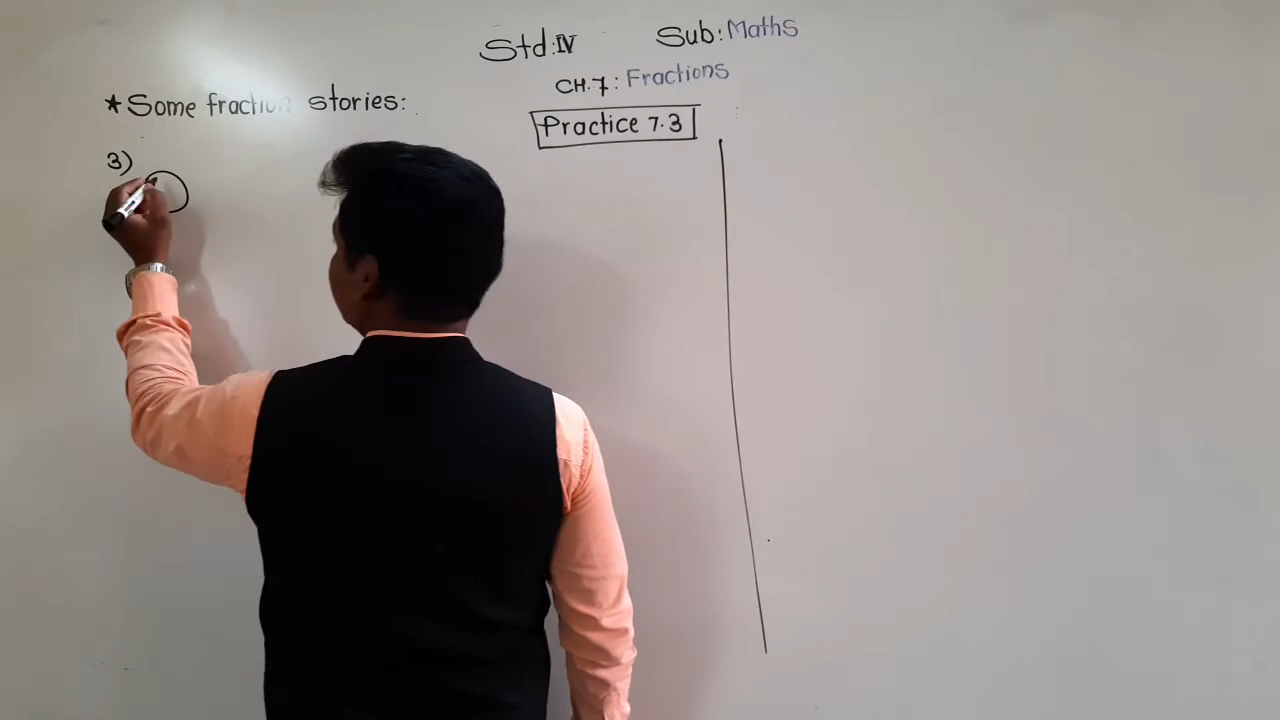 Std:IV Sub: Maths
CH.7: Fractions
*Some fraction stories:
Practice 7.3
3)